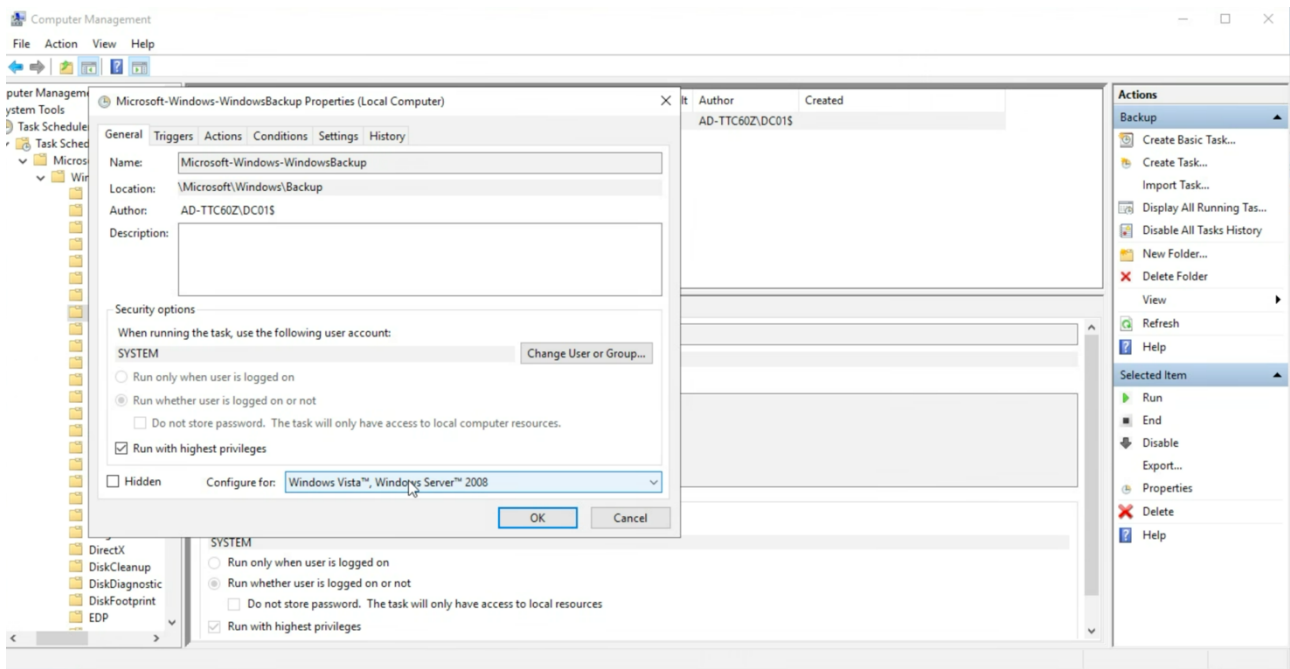 Computer Management
File Action View Help
puter Managem
ystem Tools
Task Schedule
Task Sched
Micros
Wir
DirectX
DiskCleanup
DiskDiagnostic
DiskFootprint
EDP
Microsoft-Windows-WindowsBackup Properties (Local Computer)
General Triggers Actions Conditions Settings History
Name: Microsoft-Windows-WindowsBackup
Location: \Microsoft\Windows\Backup
Author: AD-TTC60Z\DC01$
Description:
Security options
When running the task, use the following user account:
SYSTEM Change User or Group...
Run only when user is logged on
Run whether user is logged on or not
Do not store password. The task will only have access to local computer resources.
Run with highest privileges
Hidden Configure for: Windows Vista™, Windows Server™ 2008
OK Cancel
lt Author Created
AD-TTC60Z\DC01$
SYSTEM
Run only when user is logged on
Run whether user is logged on or not
Do not store password. The task will only have access to local resources
Run with highest privileges
Actions
Backup
Create Basic Task...
Create Task...
Import Task...
Display All Running Tas...
Disable All Tasks History
New Folder...
Delete Folder
View
Refresh
Help
Selected Item
Run
End
Disable
Export...
Properties
Delete
Help